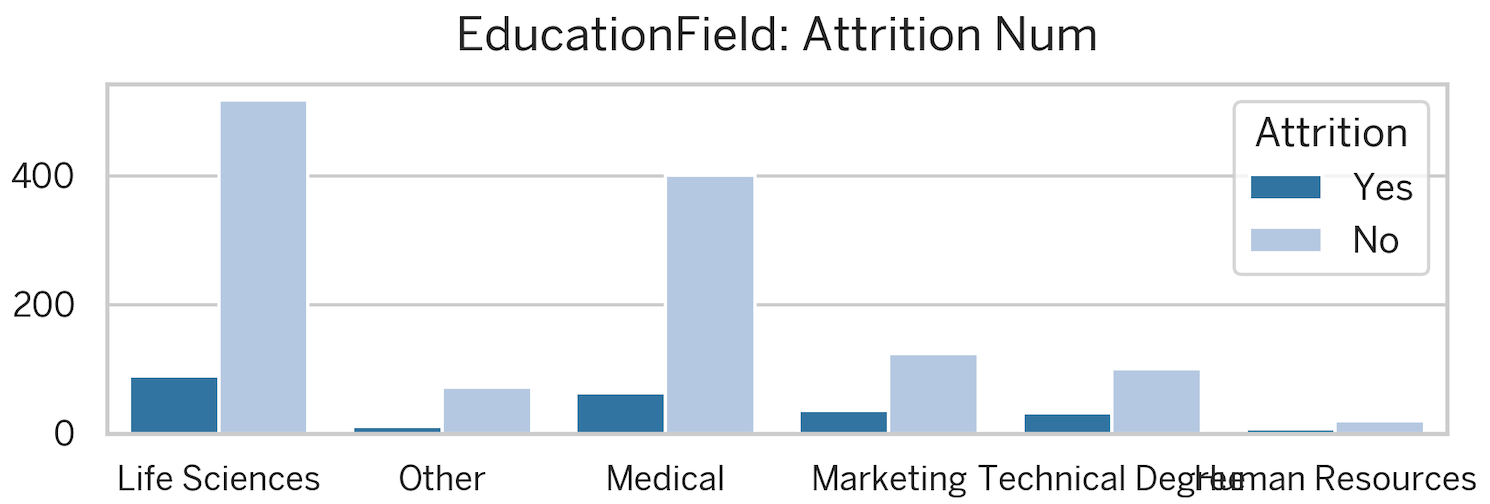 EducationField: Attrition Num
Attrition
Yes
No
400
200
0
Life Sciences Other Medical Marketing Technical Degree Human Resources